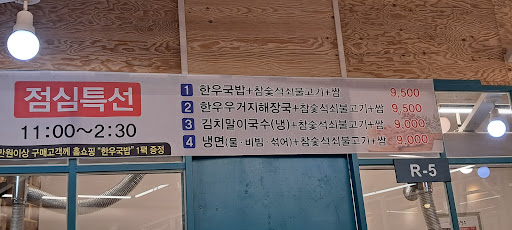 점심특선
11:00~2:30
만원이상 구매고객께 홈쇼핑 "한우국밥" 1팩 증정
1 한우국밥+참숯석쇠불고기+쌈 9,500
2 한우우거지해장국+참숯석쇠불고기+쌈 9,500
3 김치말이국수(냉)+참숯석쇠불고기+쌈 9,000
4 냉면(물·비빔·섞어)+참숯석쇠불고기+쌈 9,000
R-5